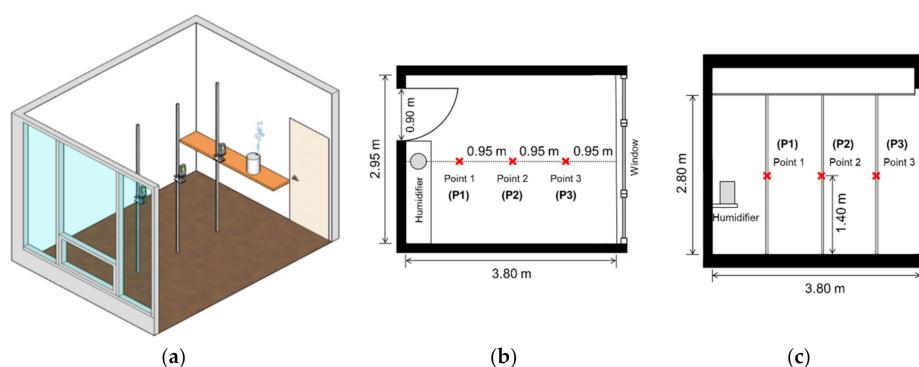 0.90 m
2.95 m
0.95 m
0.95 m
0.95 m
Point 1
Point 2
Point 3
(P1)
(P2)
(P3)
Humidifier
Window
3.80 m
(P1)
(P2)
(P3)
Point 1
Point 2
Point 3
2.80 m
Humidifier
1.40 m
3.80 m
(a)
(b)
(c)